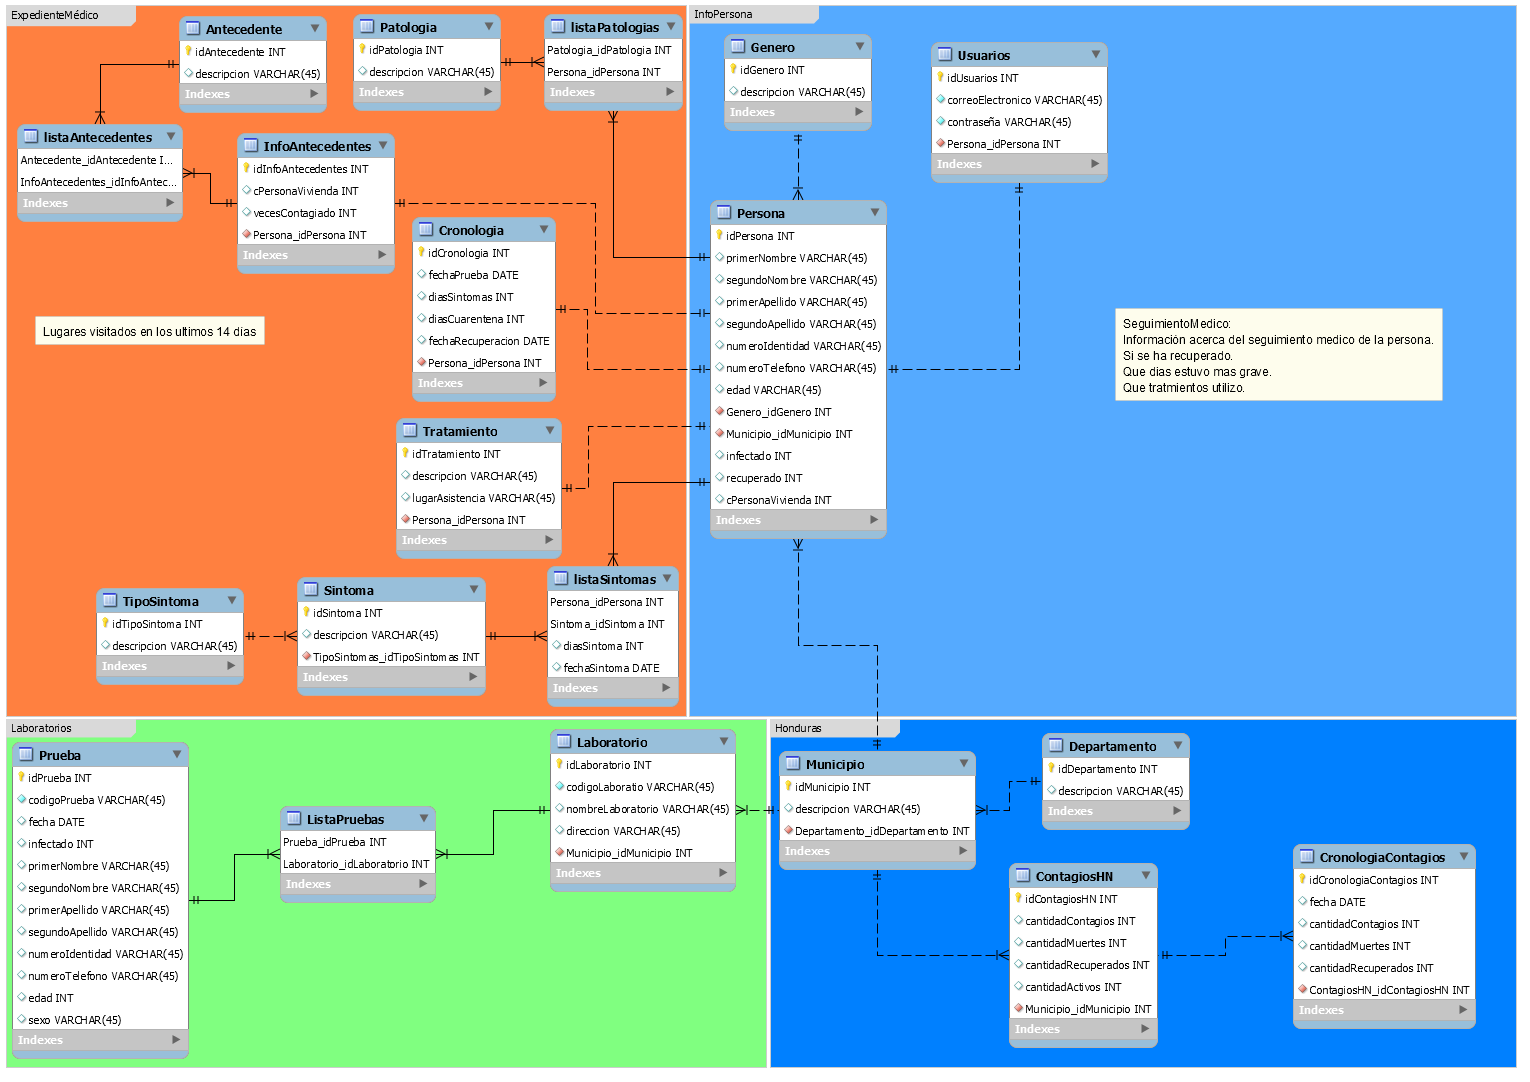 ExpedienteMédico
Antecedente
idAntecedente INT
descripcion VARCHAR(45)
Indexes
Patologia
idPatologia INT
descripcion VARCHAR(45)
Indexes
listaPatologias
Patologia_idPatologia INT
Persona_idPersona INT
Indexes
listaAntecedentes
Antecedente_idAntecedente I...
InfoAntecedentes_idInfoAntec...
Indexes
InfoAntecedentes
idInfoAntecedentes INT
cPersonaVivienda INT
vecesContagiado INT
Persona_idPersona INT
Indexes
Cronologia
idCronologia INT
fechaPrueba DATE
diasSintomas INT
diasCuarentena INT
fechaRecuperacion DATE
Persona_idPersona INT
Indexes
Lugares visitados en los ultimos 14 dias
Tratamiento
idTratamiento INT
descripcion VARCHAR(45)
lugarAsistencia VARCHAR(45)
Persona_idPersona INT
Indexes
TipoSintoma
idTipoSintoma INT
descripcion VARCHAR(45)
Indexes
Sintoma
idSintoma INT
descripcion VARCHAR(45)
TipoSintomas_idTipoSintomas INT
Indexes
listaSintomas
Persona_idPersona INT
Sintoma_idSintoma INT
diasSintoma INT
fechaSintoma DATE
Indexes
InfoPersona
Genero
idGenero INT
descripcion VARCHAR(45)
Indexes
Usuarios
idUsuarios INT
correoElectronico VARCHAR(45)
contraseña VARCHAR(45)
Persona_idPersona INT
Indexes
Persona
idPersona INT
primerNombre VARCHAR(45)
segundoNombre VARCHAR(45)
primerApellido VARCHAR(45)
segundoApellido VARCHAR(45)
numeroIdentidad VARCHAR(45)
numeroTelefono VARCHAR(45)
edad VARCHAR(45)
Genero_idGenero INT
Municipio_idMunicipio INT
infectado INT
recuperado INT
cPersonaVivienda INT
Indexes
SeguimientoMedico:
Información acerca del seguimiento medico de la persona.
Si se ha recuperado.
Que dias estuvo mas grave.
Que tratmientos utilizo.
Laboratorios
Prueba
idPrueba INT
codigoPrueba VARCHAR(45)
fecha DATE
infectado INT
primerNombre VARCHAR(45)
segundoNombre VARCHAR(45)
primerApellido VARCHAR(45)
segundoApellido VARCHAR(45)
numeroIdentidad VARCHAR(45)
numeroTelefono VARCHAR(45)
edad INT
sexo VARCHAR(45)
Indexes
ListaPruebas
Prueba_idPrueba INT
Laboratorio_idLaboratorio INT
Indexes
Laboratorio
idLaboratorio INT
codigoLaboratio VARCHAR(45)
nombreLaboratorio VARCHAR(45)
direccion VARCHAR(45)
Municipio_idMunicipio INT
Indexes
Honduras
Municipio
idMunicipio INT
descripcion VARCHAR(45)
Departamento_idDepartamento INT
Indexes
Departamento
idDepartamento INT
descripcion VARCHAR(45)
Indexes
ContagiosHN
idContagiosHN INT
cantidadContagios INT
cantidadMuertes INT
cantidadRecuperados INT
cantidadActivos INT
Municipio_idMunicipio INT
Indexes
CronologiaContagios
idCronologiaContagios INT
fecha DATE
cantidadContagios INT
cantidadMuertes INT
cantidadRecuperados INT
ContagiosHN_idContagiosHN INT
Indexes